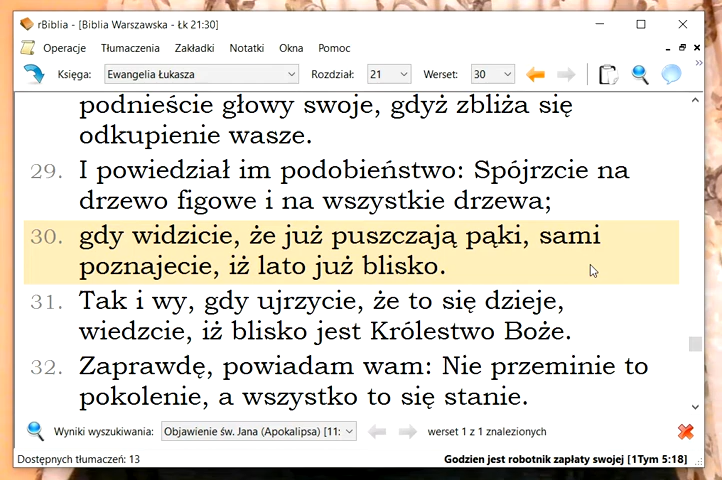 rBiblia - [Biblia Warszawska - Łk 21:30]
Operacje Tłumaczenia Zakładki Notatki Okna Pomoc
Księga: Ewangelia Łukasza Rozdział: 21 Werset: 30
podnieście głowy swoje, gdyż zbliża się
odkupienie wasze.
29. I powiedział im podobieństwo: Spójrzcie na
drzewo figowe i na wszystkie drzewa;
30. gdy widzicie, że już puszczają pąki, sami
poznajecie, iż lato już blisko.
31. Tak i wy, gdy ujrzycie, że to się dzieje,
wiedzcie, iż blisko jest Królestwo Boże.
32. Zaprawdę, powiadam wam: Nie przeminie to
pokolenie, a wszystko to się stanie.
Wyniki wyszukiwania: Objawienie św. Jana (Apokalipsa) [11: werset 1 z 1 znalezionych
Dostępnych tłumaczeń: 13 Godzien jest robotnik zapłaty swojej [1Tym 5:18]